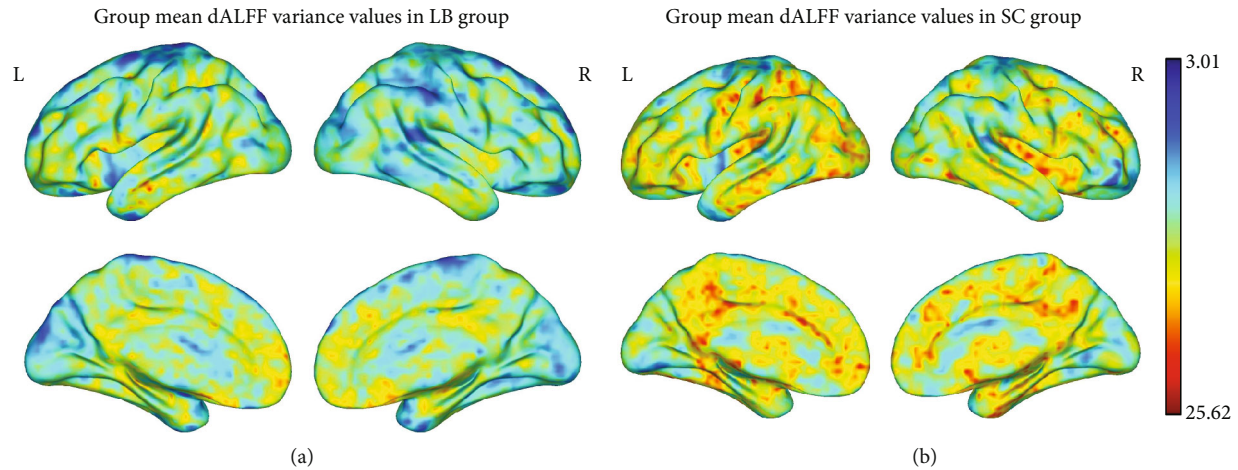 Group mean dALFF variance values in LB group
Group mean dALFF variance values in SC group
L
R
L
R
3.01
25.62
(a)
(b)